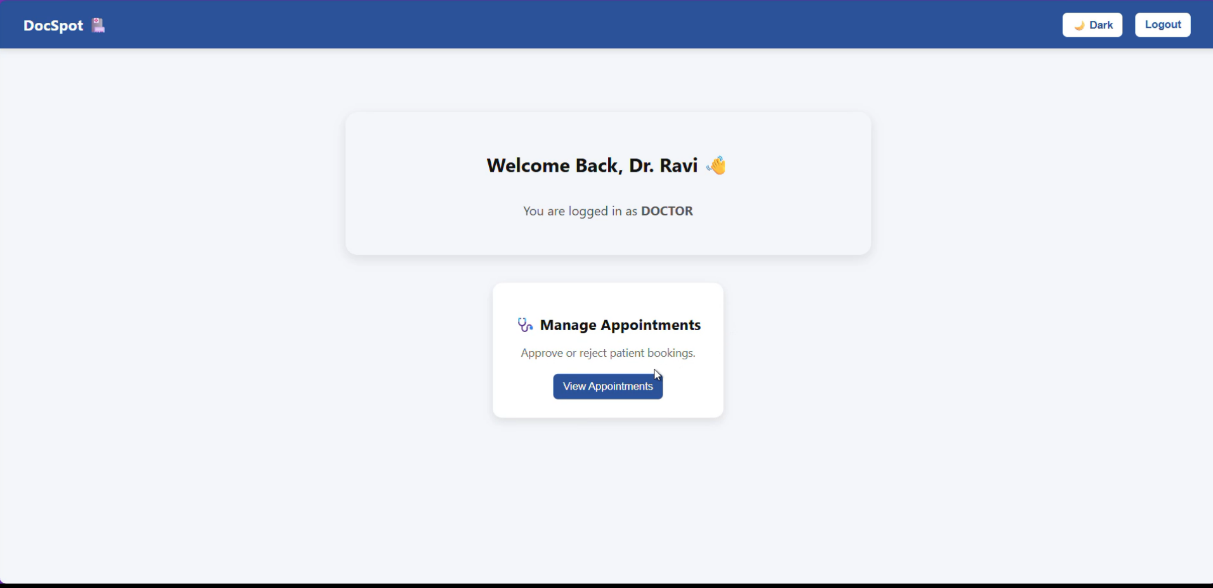 DocSpot 🏥
🌙 Dark
Logout
Welcome Back, Dr. Ravi 👋
You are logged in as DOCTOR
🩺 Manage Appointments
Approve or reject patient bookings.
View Appointments